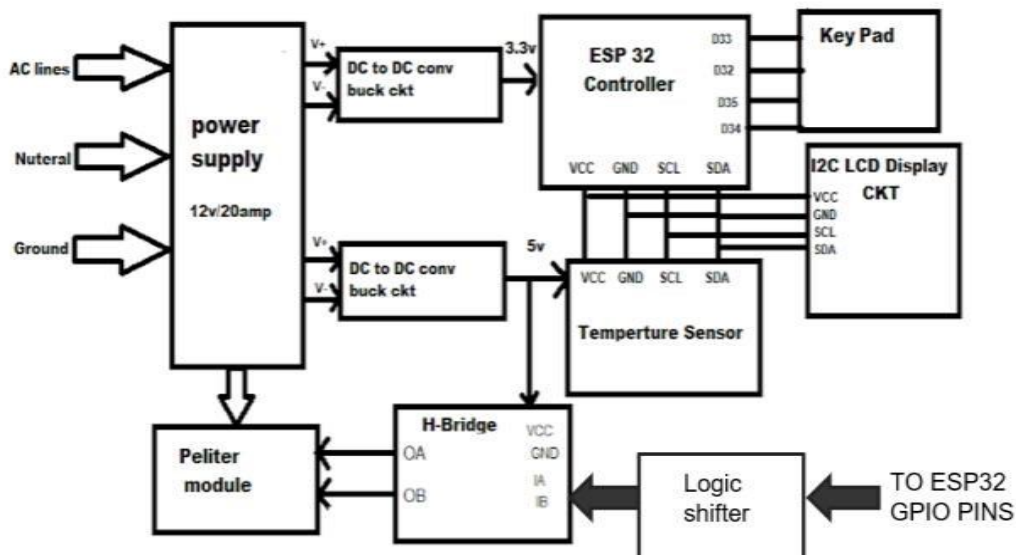 AC lines
Nuteral
Ground
power
supply
12v/20amp
V+
V-
DC to DC conv
buck ckt
3.3v
ESP 32
Controller
D33
D32
D35
D34
VCC GND SCL SDA
Key Pad
I2C LCD Display
CKT
VCC
GND
SCL
SDA
V+
V-
DC to DC conv
buck ckt
5v
VCC GND SCL SDA
Temperture Sensor
Peliter
module
H-Bridge
OA
OB
VCC
GND
IA
IB
Logic
shifter
TO ESP32
GPIO PINS